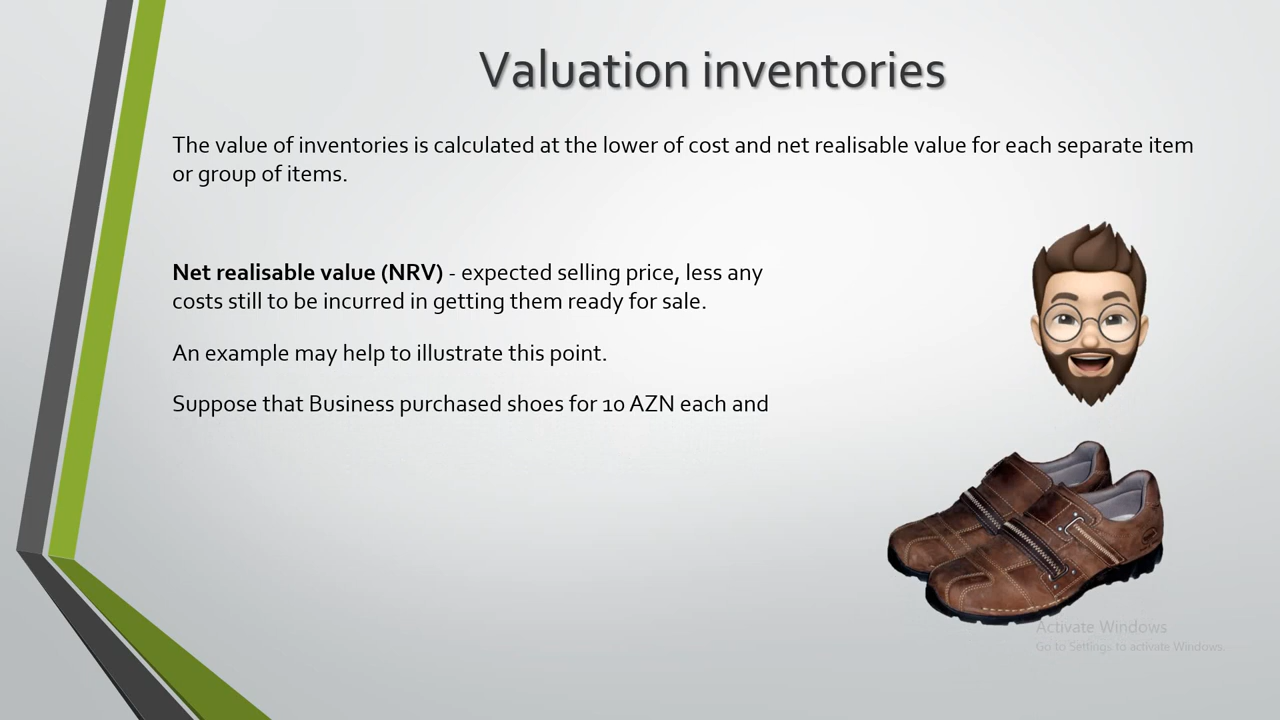 Valuation inventories
The value of inventories is calculated at the lower of cost and net realisable value for each separate item
or group of items.
Net realisable value (NRV) - expected selling price, less any
costs still to be incurred in getting them ready for sale.
An example may help to illustrate this point.
Suppose that Business purchased shoes for 10 AZN each and
Activate Windows
Go to Settings to activate Windows.